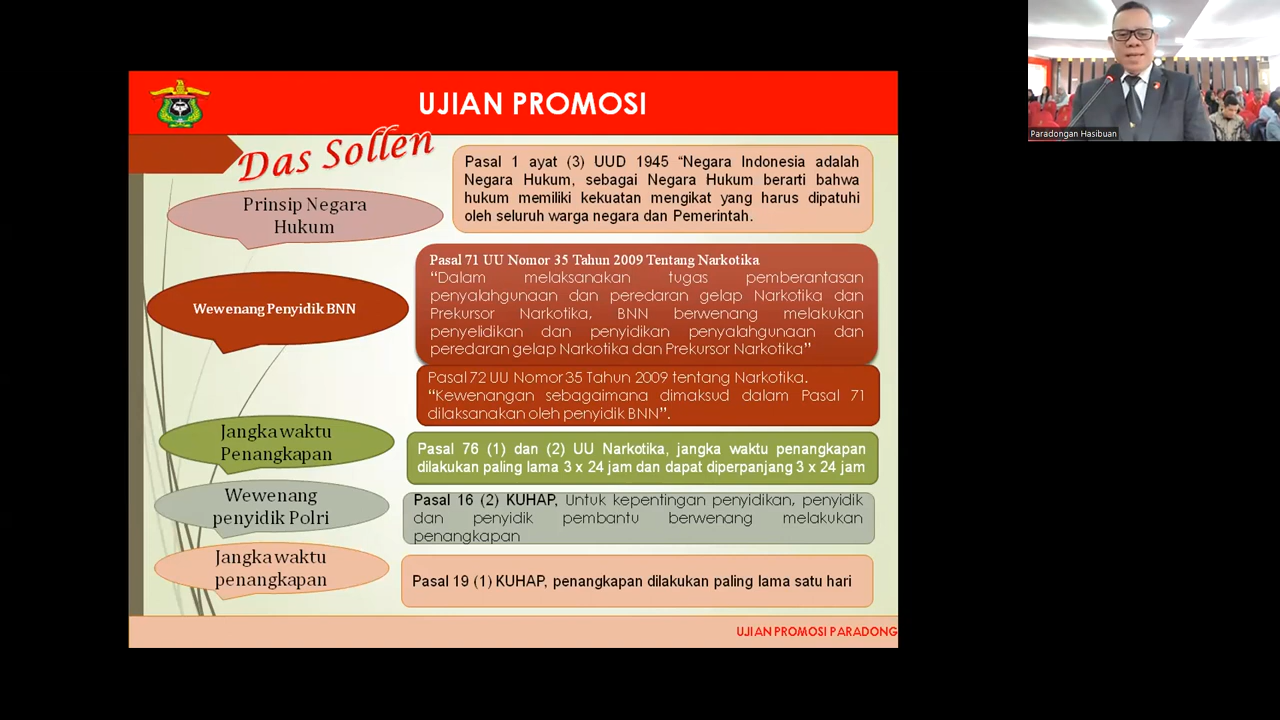 UJIAN PROMOSI
Das Sollen
Prinsip Negara
Hukum
Pasal 1 ayat (3) UUD 1945 “Negara Indonesia adalah
Negara Hukum, sebagai Negara Hukum berarti bahwa
hukum memiliki kekuatan mengikat yang harus dipatuhi
oleh seluruh warga negara dan Pemerintah.
Wewenang Penyidik BNN
Pasal 71 UU Nomor 35 Tahun 2009 Tentang Narkotika
“Dalam melaksanakan tugas pemberantasan
penyalahgunaan dan peredaran gelap Narkotika dan
Prekursor Narkotika, BNN berwenang melakukan
penyelidikan dan penyidikan penyalahgunaan dan
peredaran gelap Narkotika dan Prekursor Narkotika”
Pasal 72 UU Nomor 35 Tahun 2009 tentang Narkotika.
“Kewenangan sebagaimana dimaksud dalam Pasal 71
dilaksanakan oleh penyidik BNN”.
Jangka waktu
Penangkapan
Pasal 76 (1) dan (2) UU Narkotika, jangka waktu penangkapan
dilakukan paling lama 3 x 24 jam dan dapat diperpanjang 3 x 24 jam
Wewenang
penyidik Polri
Pasal 16 (2) KUHAP, Untuk kepentingan penyidikan, penyidik
dan penyidik pembantu berwenang melakukan
penangkapan
Jangka waktu
penangkapan
Pasal 19 (1) KUHAP, penangkapan dilakukan paling lama satu hari
UJIAN PROMOSI PARADONG
Paradongan Hasibuan